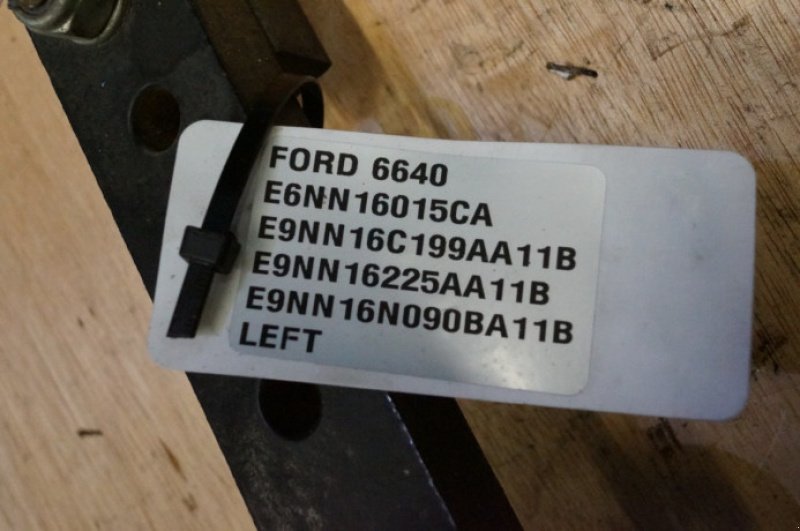 FORD 6640
E6NN16015CA
E9NN16C199AA11B
E9NN16225AA11B
E9NN16N090BA11B
LEFT